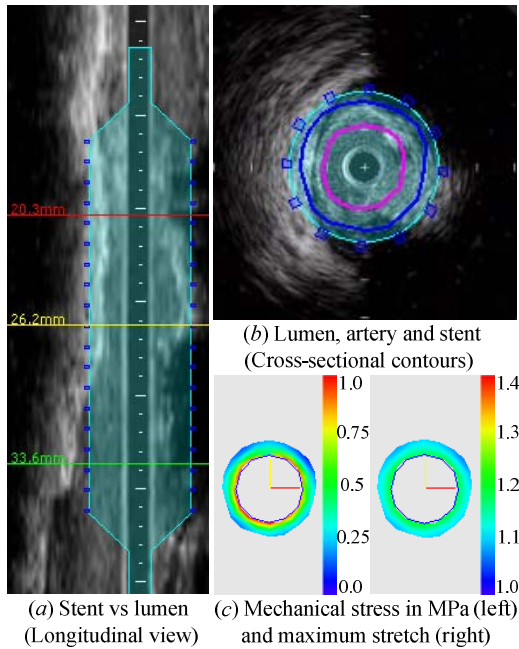 20.3mm
26.2mm
33.6mm
(a) Stent vs lumen
(Longitudinal view)
(b) Lumen, artery and stent
(Cross-sectional contours)
1.0
0.75
0.5
0.25
0.0
1.4
1.3
1.2
1.1
1.0
(c) Mechanical stress in MPa (left)
and maximum stretch (right)